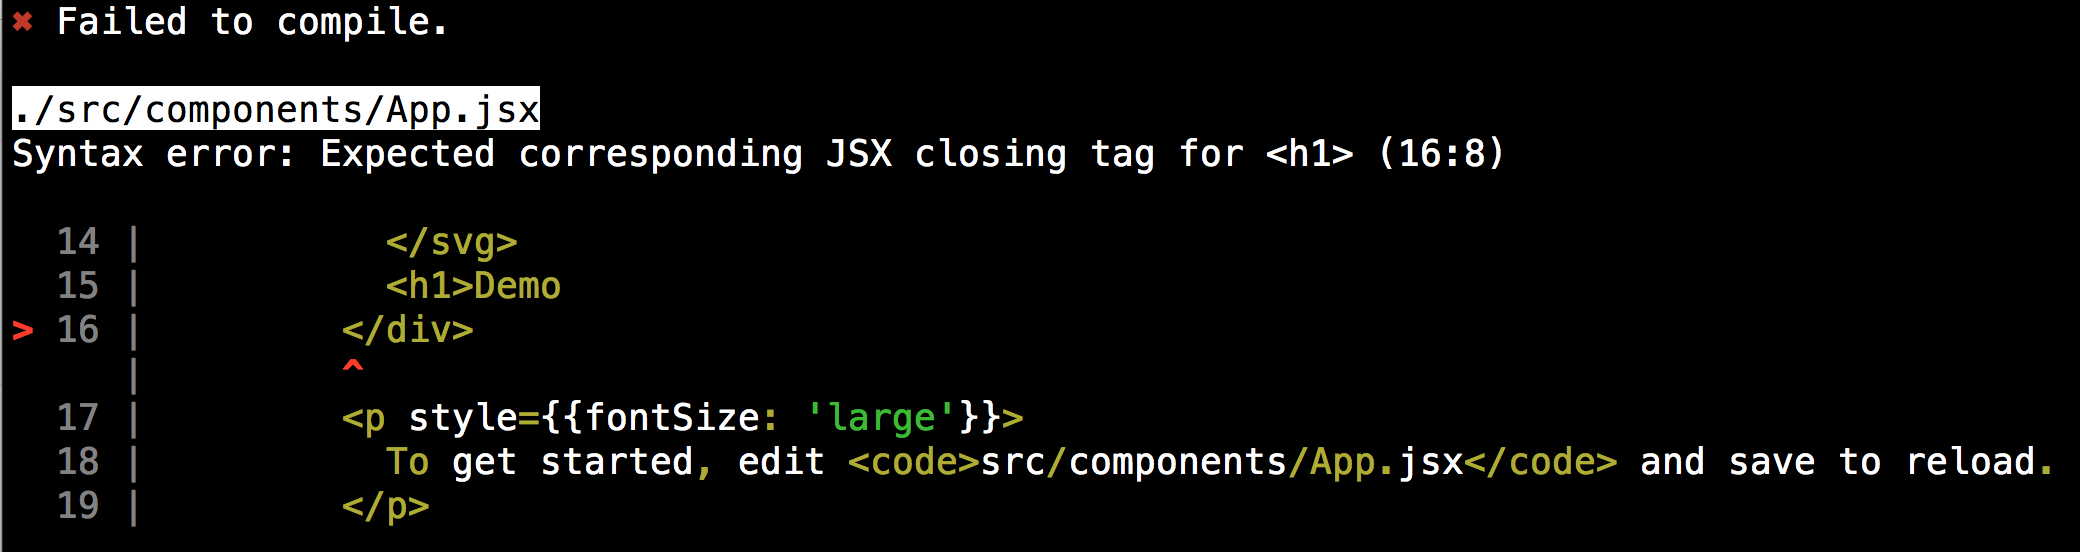 ✖ Failed to compile.
./src/components/App.jsx
Syntax error: Expected corresponding JSX closing tag for <h1> (16:8)
  14 |           </svg>
  15 |           <h1>Demo
> 16 |         </div>
     |         ^
  17 |         <p style={{fontSize: 'large'}}>
  18 |           To get started, edit <code>src/components/App.jsx</code> and save to reload.
  19 |         </p>